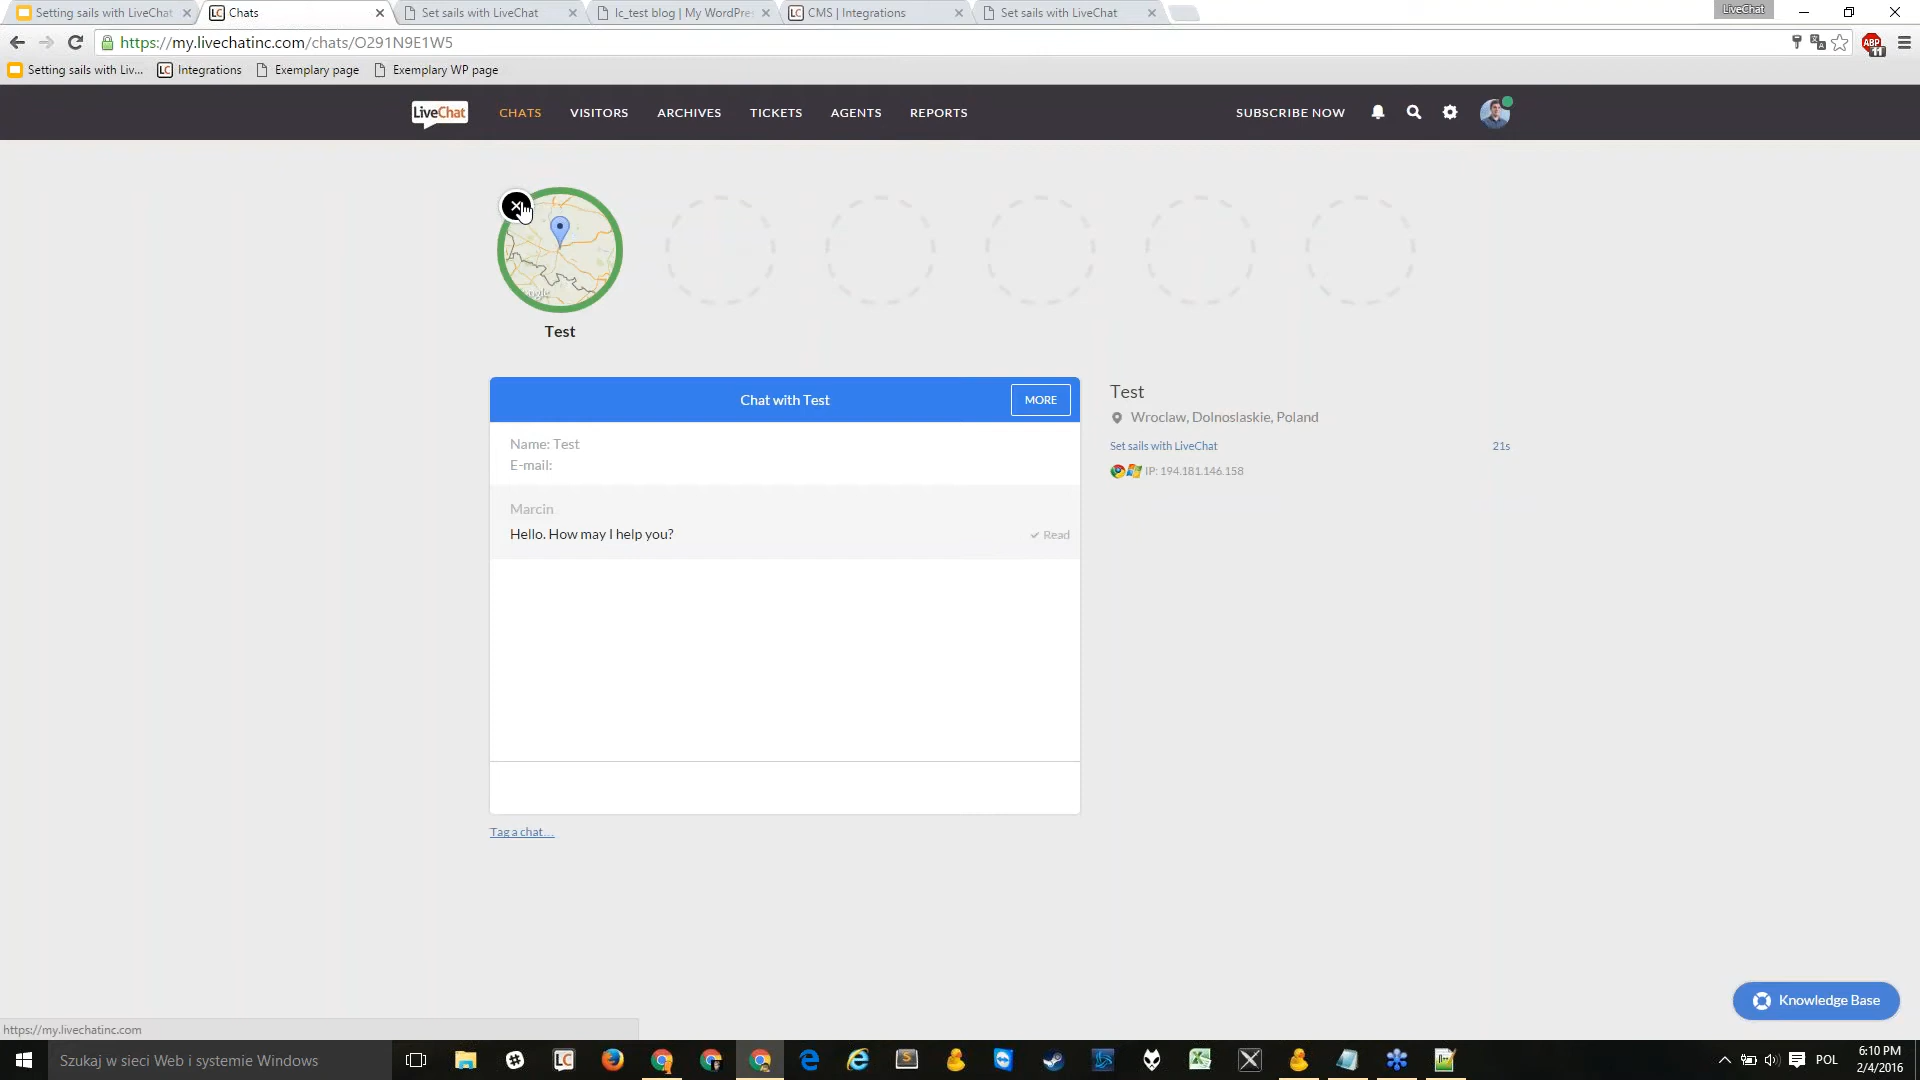 Setting sails with LiveChat
Chats
Set sails with LiveChat
lc_test blog | My WordPre
CMS | Integrations
Set sails with LiveChat
LiveChat
https://my.livechatinc.com/chats/O291N9E1W5
ABP
11
Setting sails with Liv...
LC Integrations
Exemplary page
Exemplary WP page
LiveChat
CHATS
VISITORS
ARCHIVES
TICKETS
AGENTS
REPORTS
SUBSCRIBE NOW
Test
Chat with Test
MORE
Name: Test
E-mail:
Marcin
Hello. How may I help you?
Read
Tag a chat...
Test
Wroclaw, Dolnoslaskie, Poland
Set sails with LiveChat
21s
IP: 194.181.146.158
Knowledge Base
https://my.livechatinc.com
Szukaj w sieci Web i systemie Windows
LC
POL
6:10 PM
2/4/2016